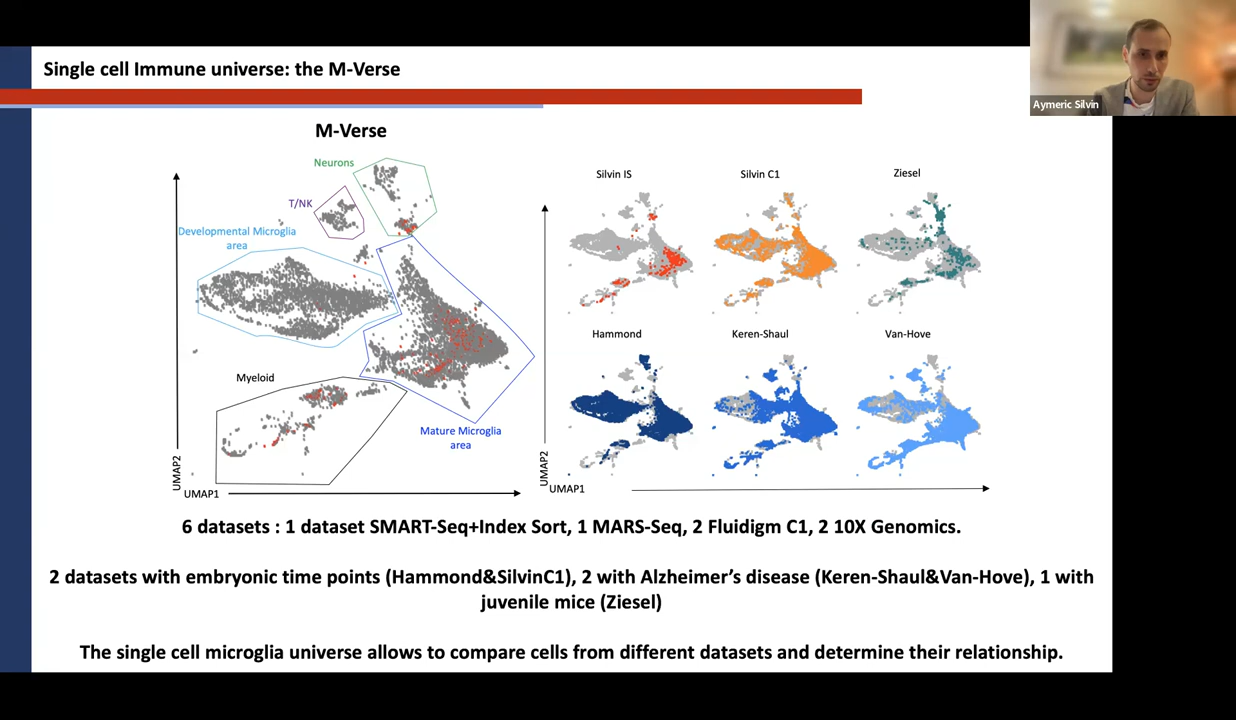 Single cell Immune universe: the M-Verse
Aymeric Silvin
M-Verse
Neurons
T/NK
Developmental Microglia
area
Myeloid
Mature Microglia
area
UMAP2
UMAP1
Silvin IS
Silvin C1
Ziesel
Hammond
Keren-Shaul
Van-Hove
UMAP2
UMAP1
6 datasets : 1 dataset SMART-Seq+Index Sort, 1 MARS-Seq, 2 Fluidigm C1, 2 10X Genomics.
2 datasets with embryonic time points (Hammond&SilvinC1), 2 with Alzheimer's disease (Keren-Shaul&Van-Hove), 1 with
juvenile mice (Ziesel)
The single cell microglia universe allows to compare cells from different datasets and determine their relationship.